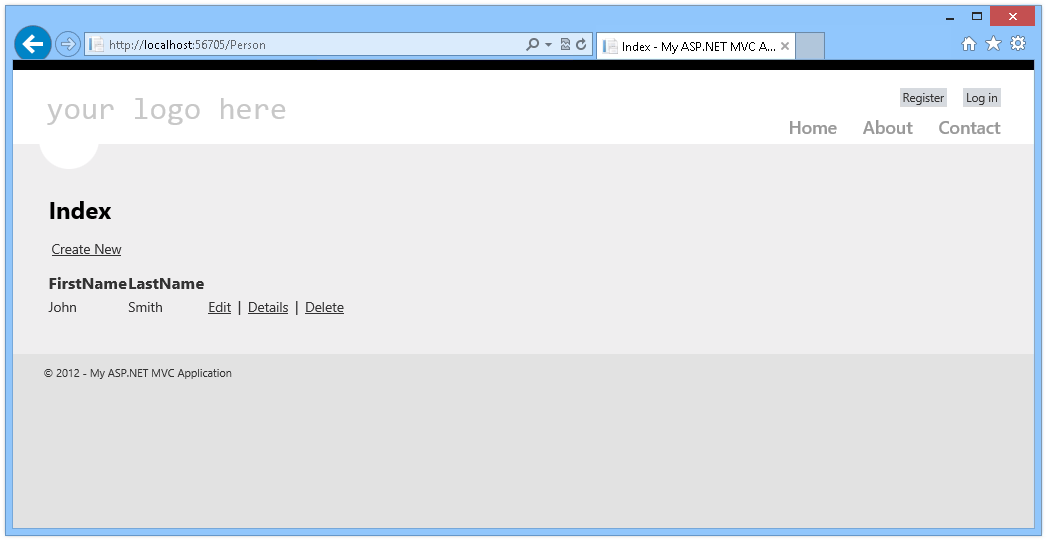 http://localhost:56705/Person
Index - My ASP.NET MVC A...
your logo here
Register Log in
Home About Contact
Index
Create New
FirstName LastName
John Smith Edit | Details | Delete
© 2012 - My ASP.NET MVC Application